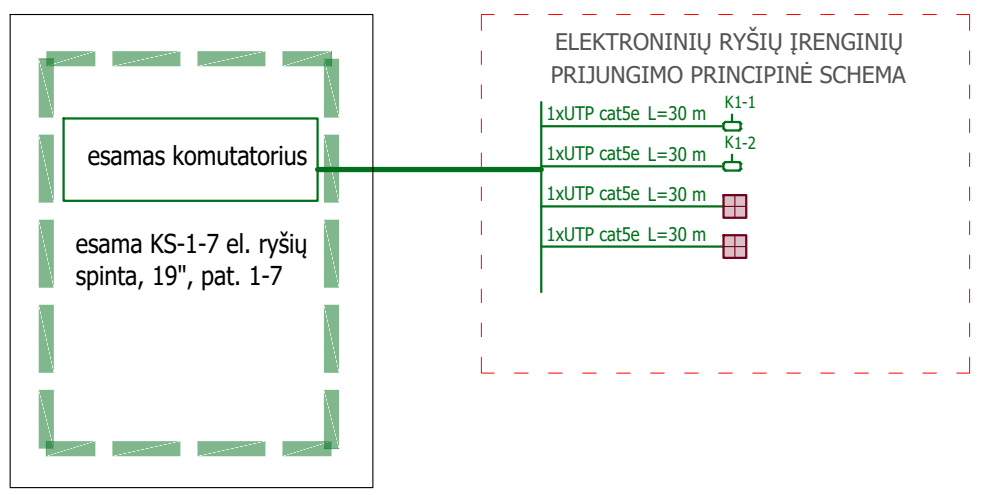 esamas komutatorius
esama KS-1-7 el. ryšių
spinta, 19", pat. 1-7
ELEKTRONINIŲ RYŠIŲ ĮRENGINIŲ
PRIJUNGIMO PRINCIPINĖ SCHEMA
1xUTP cat5e L=30 m K1-1
1xUTP cat5e L=30 m K1-2
1xUTP cat5e L=30 m
1xUTP cat5e L=30 m